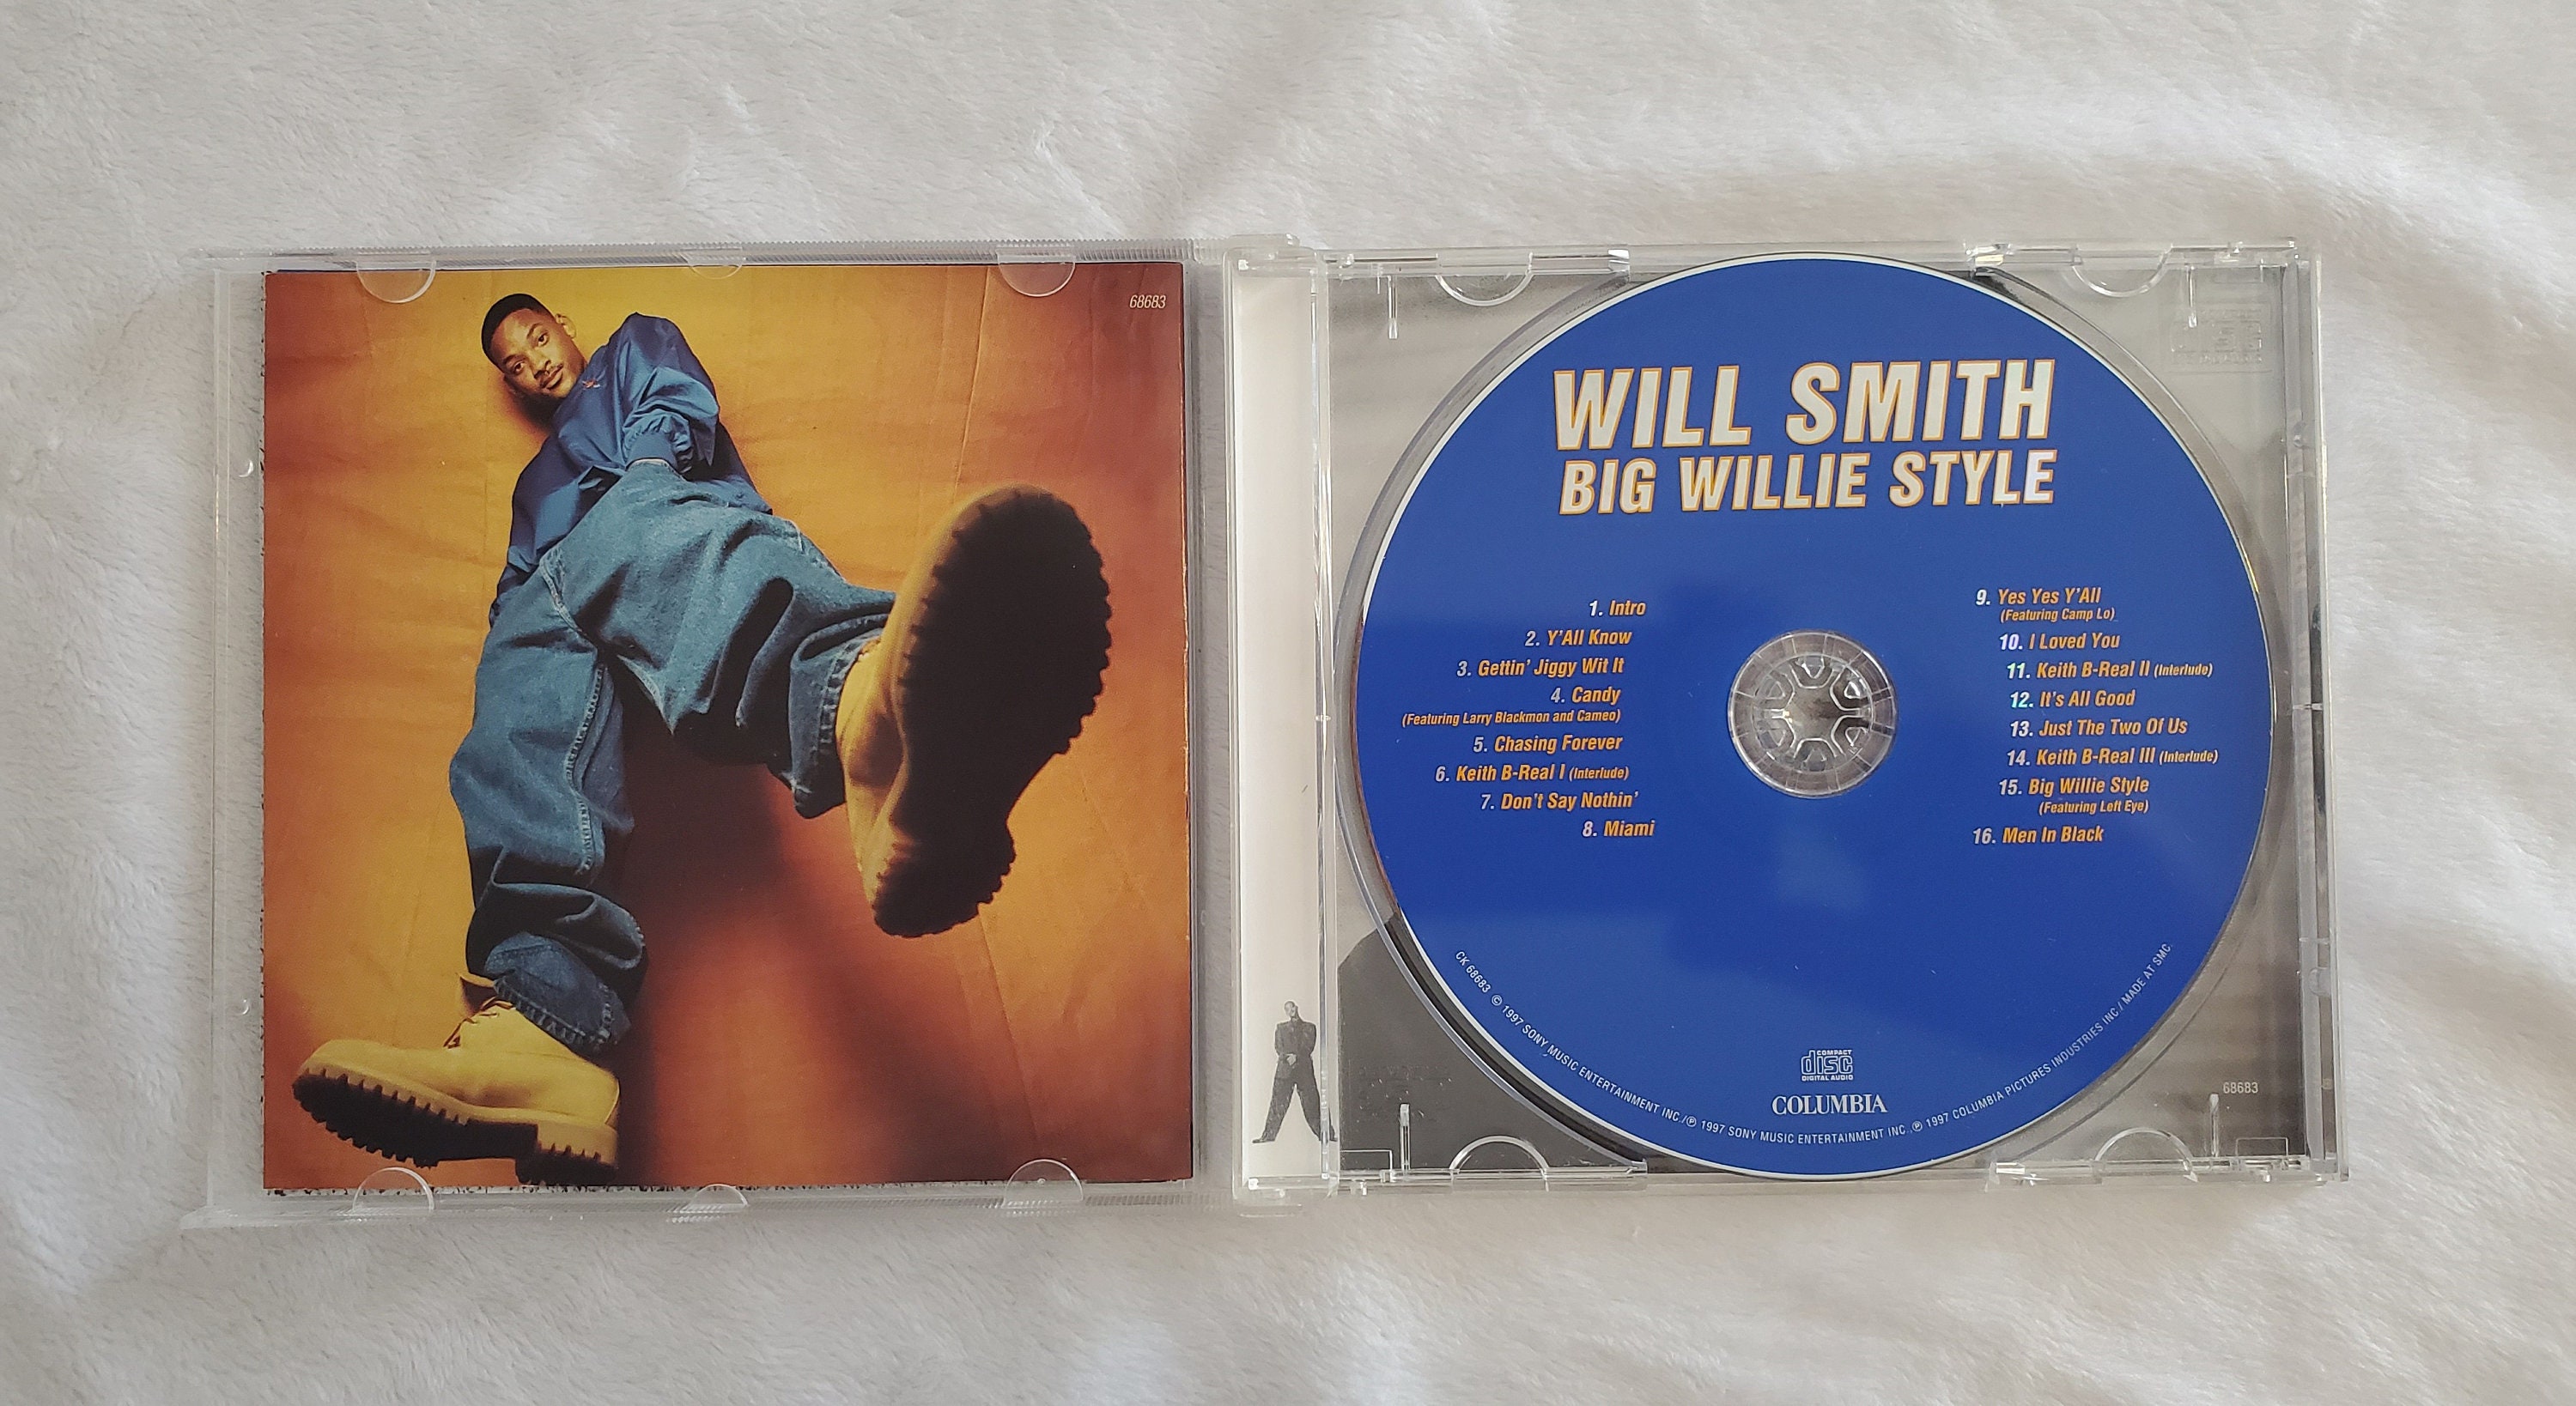 68683
WILL SMITH
BIG WILLIE STYLE
1. Intro
2. Y'All Know
3. Gettin' Jiggy Wit It
4. Candy
(Featuring Larry Blackmon and Cameo)
5. Chasing Forever
6. Keith B-Real I (Interlude)
7. Don't Say Nothin'
8. Miami
9. Yes Yes Y'All
(Featuring Camp Lo)
10. I Loved You
11. Keith B-Real II (Interlude)
12. It's All Good
13. Just The Two Of Us
14. Keith B-Real III (Interlude)
15. Big Willie Style
(Featuring Left Eye)
16. Men In Black
COMPACT
disc
DIGITAL AUDIO
COLUMBIA
CK 68683 © 1997 SONY MUSIC ENTERTAINMENT INC./℗ 1997 SONY MUSIC ENTERTAINMENT INC., ℗ 1997 COLUMBIA PICTURES INDUSTRIES INC./ MADE AT SMC.
68683